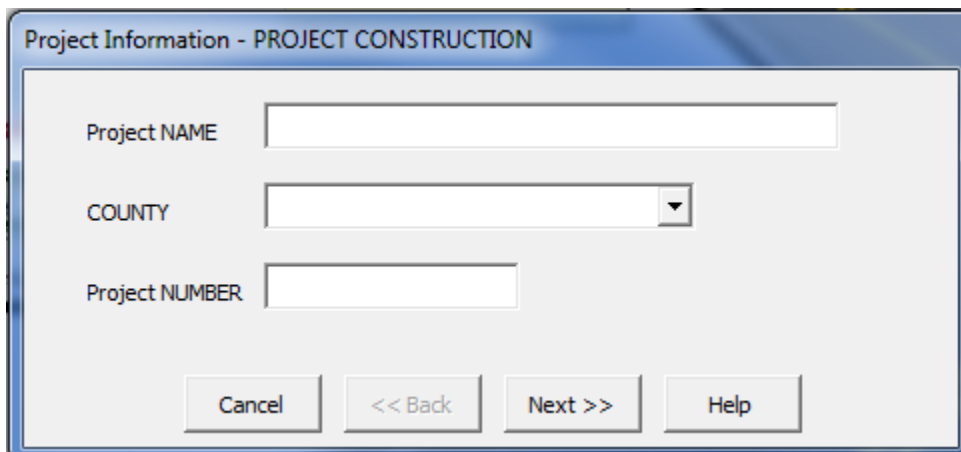 Project Information - PROJECT CONSTRUCTION
Project NAME
COUNTY
Project NUMBER
Cancel << Back Next >> Help